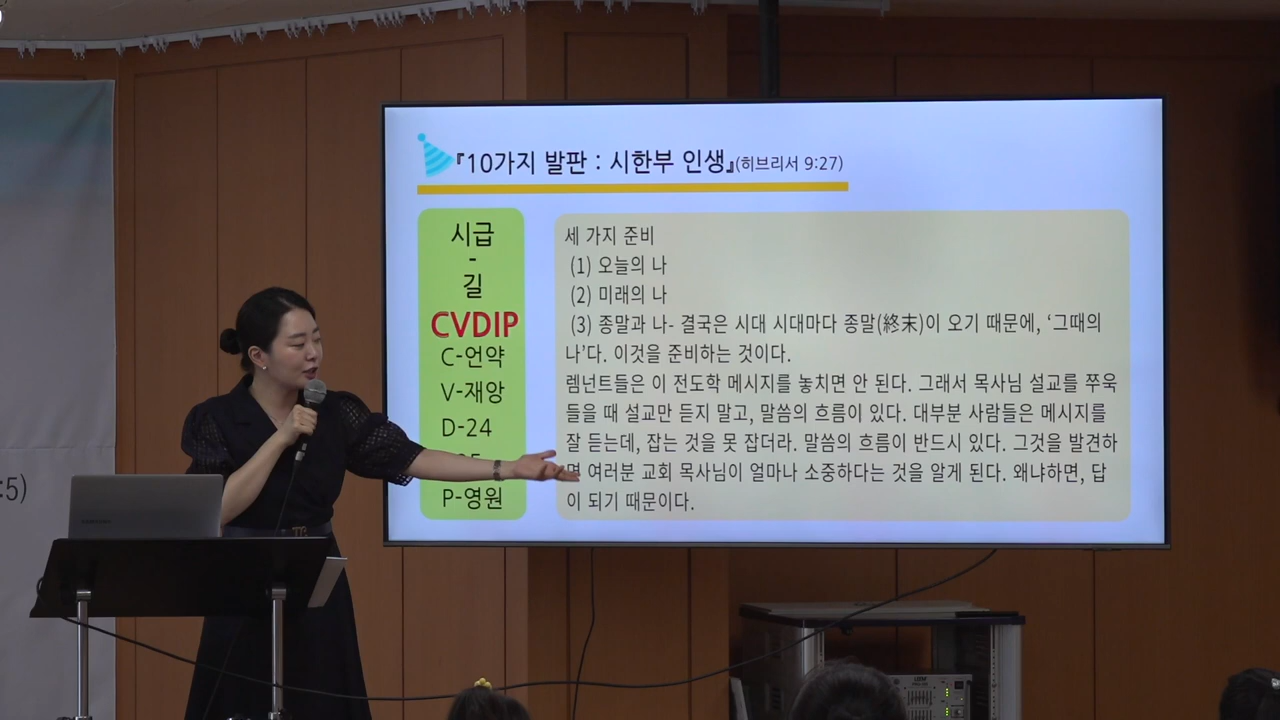 『10가지 발판 : 시한부 인생』(히브리서 9:27)
시급
-
길
CVDIP
C-언약
V-재앙
D-24
P-영원
세 가지 준비
(1) 오늘의 나
(2) 미래의 나
(3) 종말과 나- 결국은 시대 시대마다 종말(終末)이 오기 때문에, ‘그때의
나’다. 이것을 준비하는 것이다.
렘넌트들은 이 전도학 메시지를 놓치면 안 된다. 그래서 목사님 설교를 쭈욱
들을 때 설교만 듣지 말고, 말씀의 흐름이 있다. 대부분 사람들은 메시지를
잘 듣는데, 잡는 것을 못 잡더라. 말씀의 흐름이 반드시 있다. 그것을 발견하
면 여러분 교회 목사님이 얼마나 소중하다는 것을 알게 된다. 왜냐하면, 답
이 되기 때문이다.
:5)
SAMSUNG